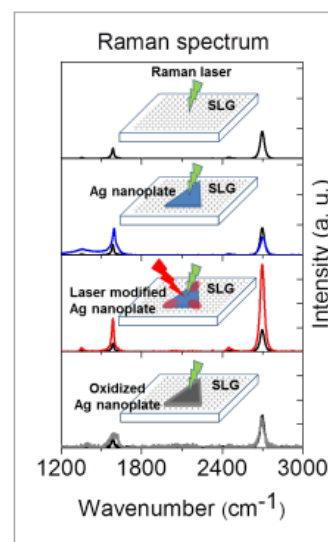 Raman spectrum
Raman laser
SLG
Ag nanoplate
SLG
Laser modified
Ag nanoplate
SLG
Oxidized
Ag nanoplate
SLG
Intensity (a. u.)
1200 1800 2400 3000
Wavenumber (cm⁻¹)